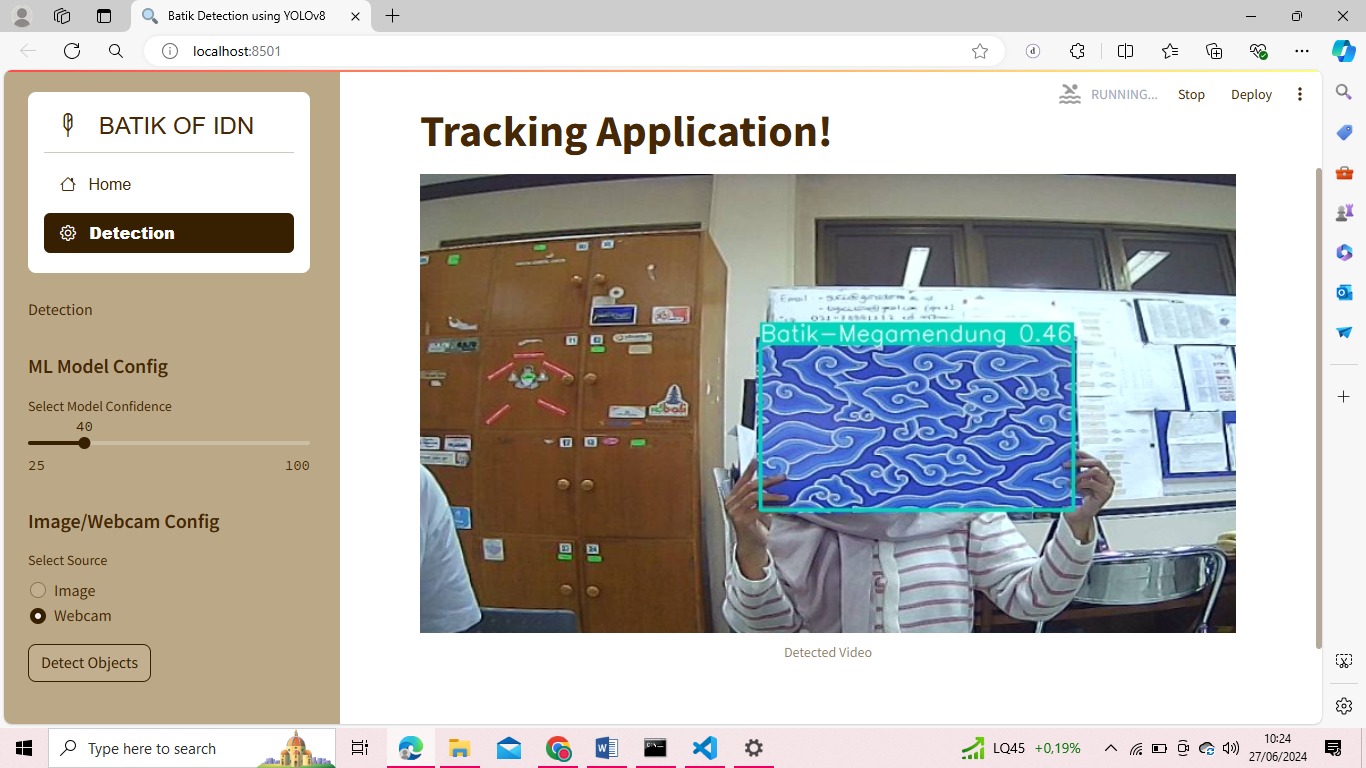 Batik Detection using YOLOv8
localhost:8501
BATIK OF IDN
Home
Detection
Detection
ML Model Config
Select Model Confidence
40
25
100
Image/Webcam Config
Select Source
Image
Webcam
Detect Objects
RUNNING...
Stop
Deploy
Tracking Application!
Email
Batik-Megamendung 0.46
Detected Video
Type here to search
LQ45 +0,19%
10:24
27/06/2024